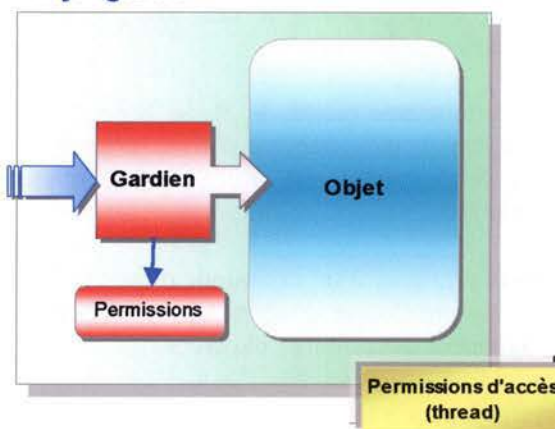 Gardien
Objet
Permissions
Permissions d'accès
(thread)